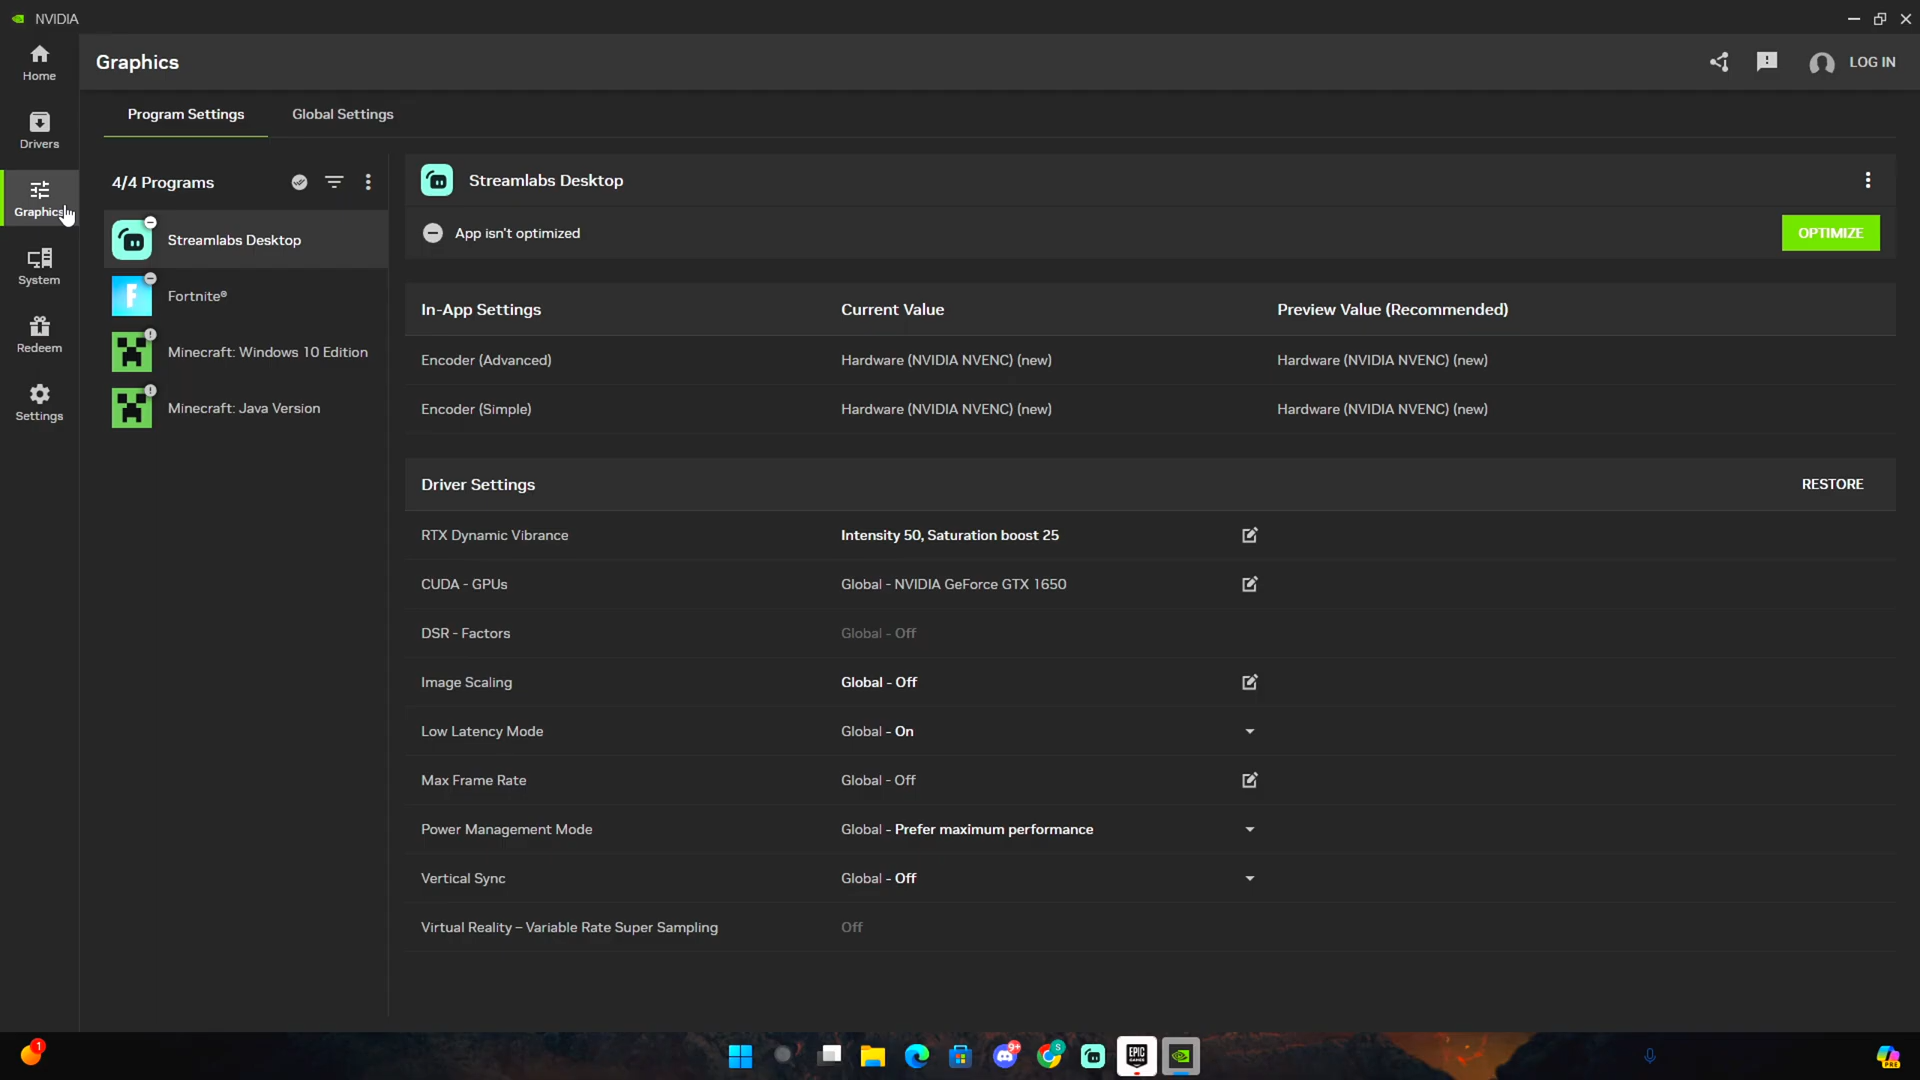 NVIDIA
Home
Graphics
LOG IN
Drivers
Program Settings
Global Settings
Graphics
4/4 Programs
Streamlabs Desktop
Streamlabs Desktop
App isn't optimized
OPTIMIZE
System
Fortnite®
In-App Settings
Current Value
Preview Value (Recommended)
Redeem
Minecraft: Windows 10 Edition
Encoder (Advanced)
Hardware (NVIDIA NVENC) (new)
Hardware (NVIDIA NVENC) (new)
Settings
Minecraft: Java Version
Encoder (Simple)
Hardware (NVIDIA NVENC) (new)
Hardware (NVIDIA NVENC) (new)
Driver Settings
RESTORE
RTX Dynamic Vibrance
Intensity 50, Saturation boost 25
CUDA - GPUs
Global - NVIDIA GeForce GTX 1650
DSR - Factors
Global - Off
Image Scaling
Global - Off
Low Latency Mode
Global - On
Max Frame Rate
Global - Off
Power Management Mode
Global - Prefer maximum performance
Vertical Sync
Global - Off
Virtual Reality – Variable Rate Super Sampling
Off
1
9+
S
EPIC
GAMES
PRE